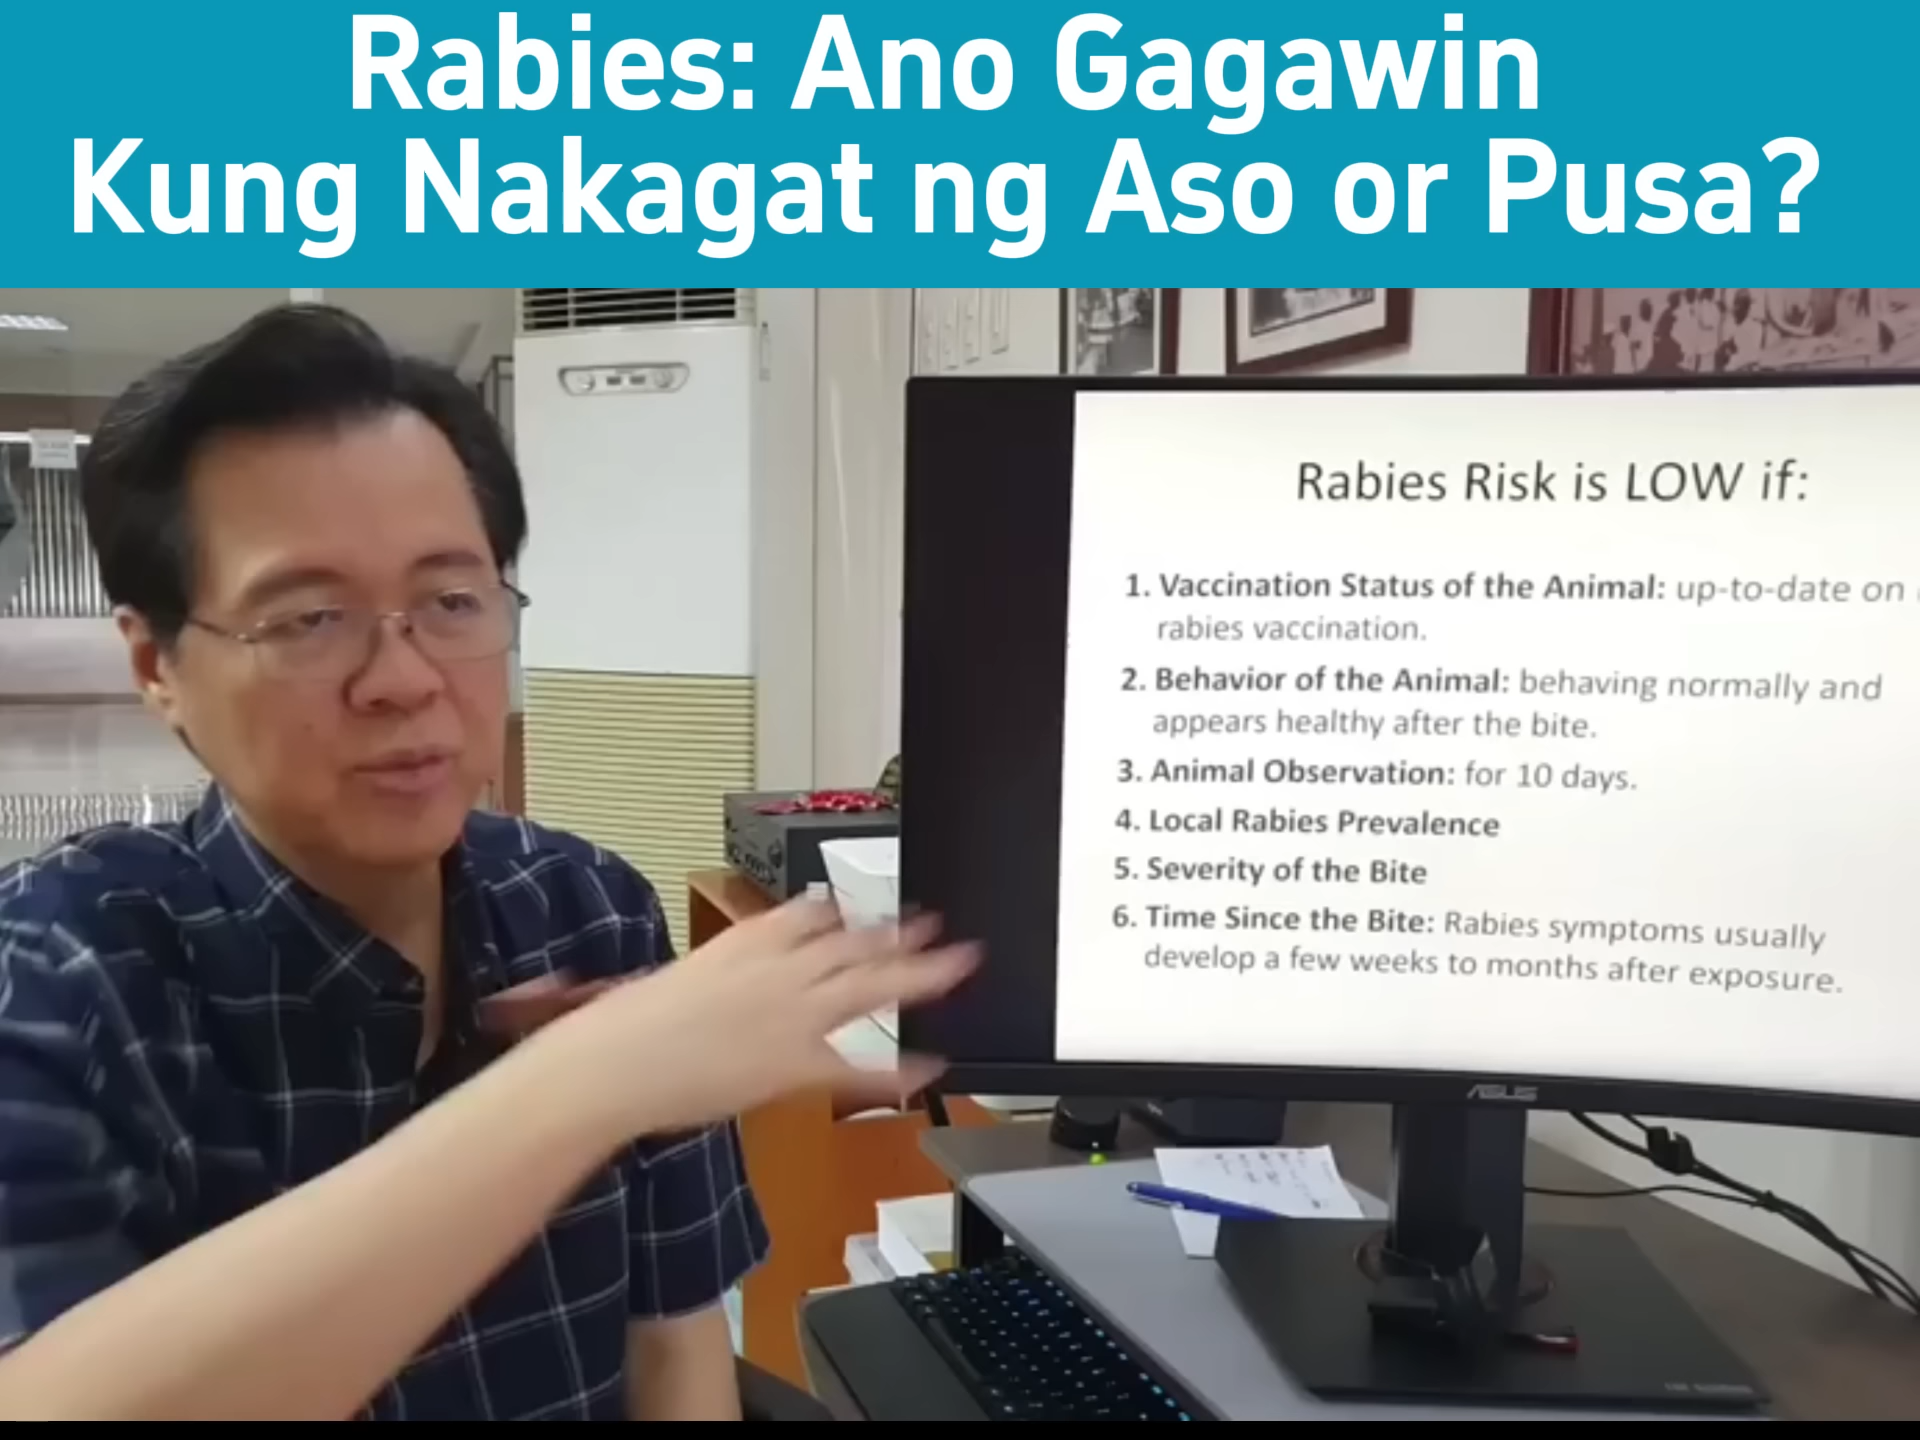 Rabies: Ano Gagawin
Kung Nakagat ng Aso or Pusa?
Rabies Risk is LOW if:
1. Vaccination Status of the Animal: up-to-date on
rabies vaccination.
2. Behavior of the Animal: behaving normally and
appears healthy after the bite.
3. Animal Observation: for 10 days.
4. Local Rabies Prevalence
5. Severity of the Bite
6. Time Since the Bite: Rabies symptoms usually
develop a few weeks to months after exposure.
ASUS